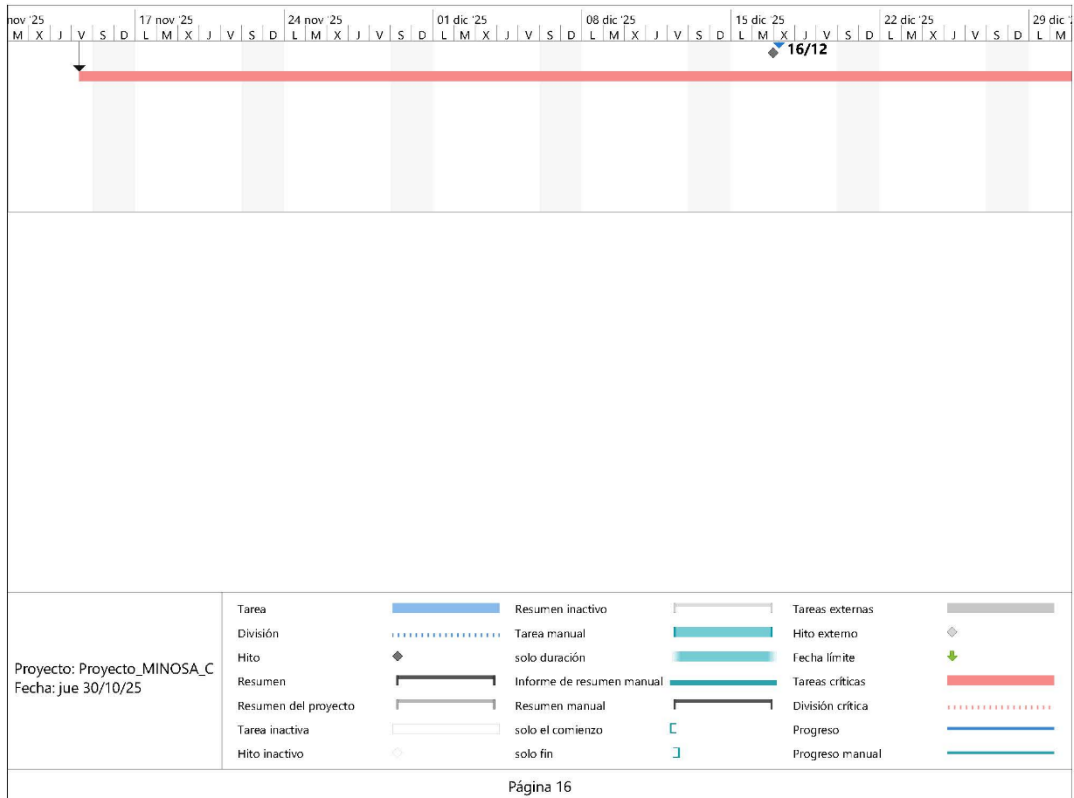 nov '25 17 nov '25 24 nov '25 01 dic '25 08 dic '25 15 dic '25 22 dic '25 29 dic '
M X J V S D L M X J V S D L M X J V S D L M X J V S D L M X J V S D L M X J V S D L M X J V S D L M
16/12
Proyecto: Proyecto_MINOSA_C
Fecha: jue 30/10/25
Tarea
División
Hito
Resumen
Resumen del proyecto
Tarea inactiva
Hito inactivo
Resumen inactivo
Tarea manual
solo duración
Informe de resumen manual
Resumen manual
solo el comienzo
solo fin
Tareas externas
Hito externo
Fecha límite
Tareas críticas
División crítica
Progreso
Progreso manual
Página 16